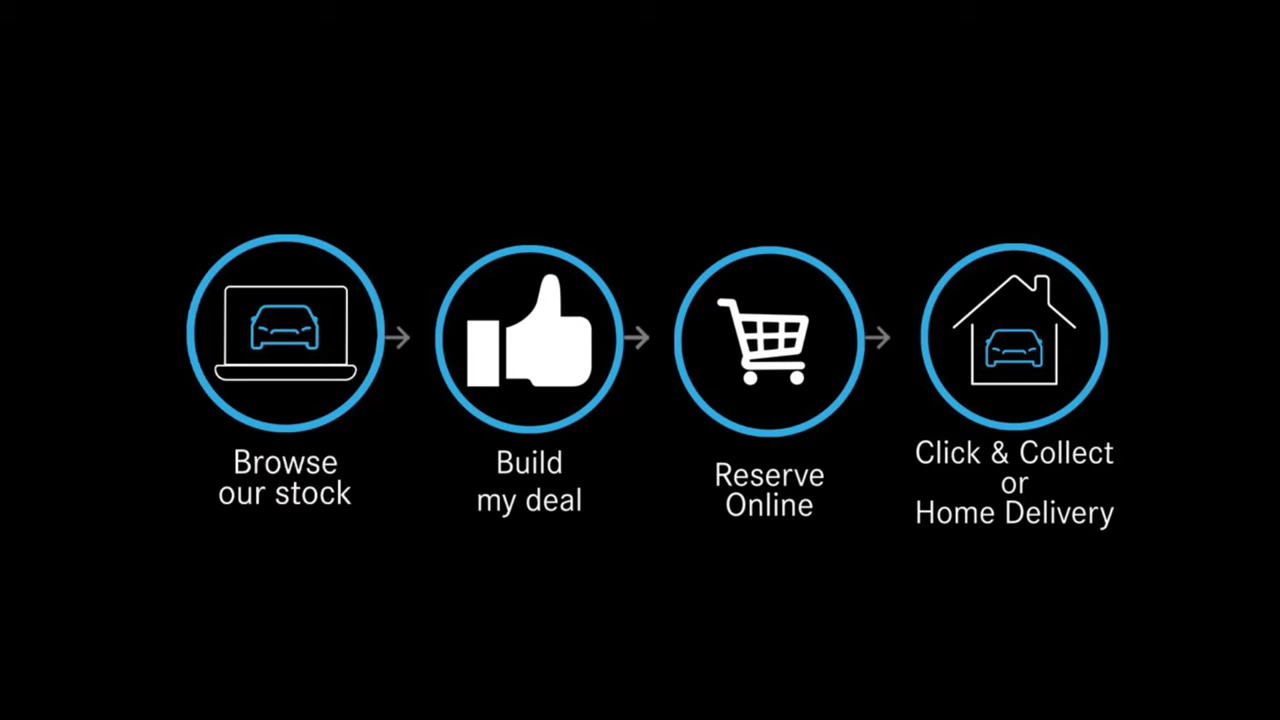 Browse
our stock
Build
my deal
Reserve
Online
Click & Collect
or
Home Delivery